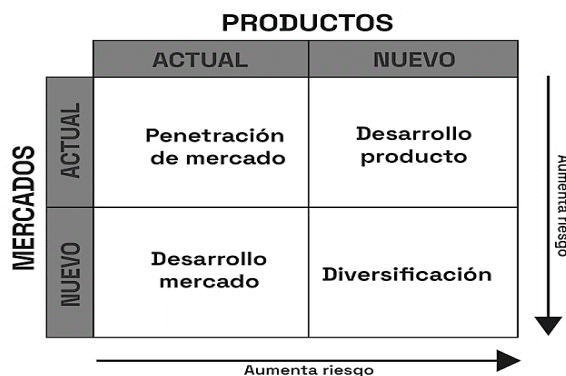 PRODUCTOS
ACTUAL
NUEVO
MERCADOS
ACTUAL
Penetración
de mercado
Desarrollo
producto
NUEVO
Desarrollo
mercado
Diversificación
Aumenta riesgo
Aumenta riesgo